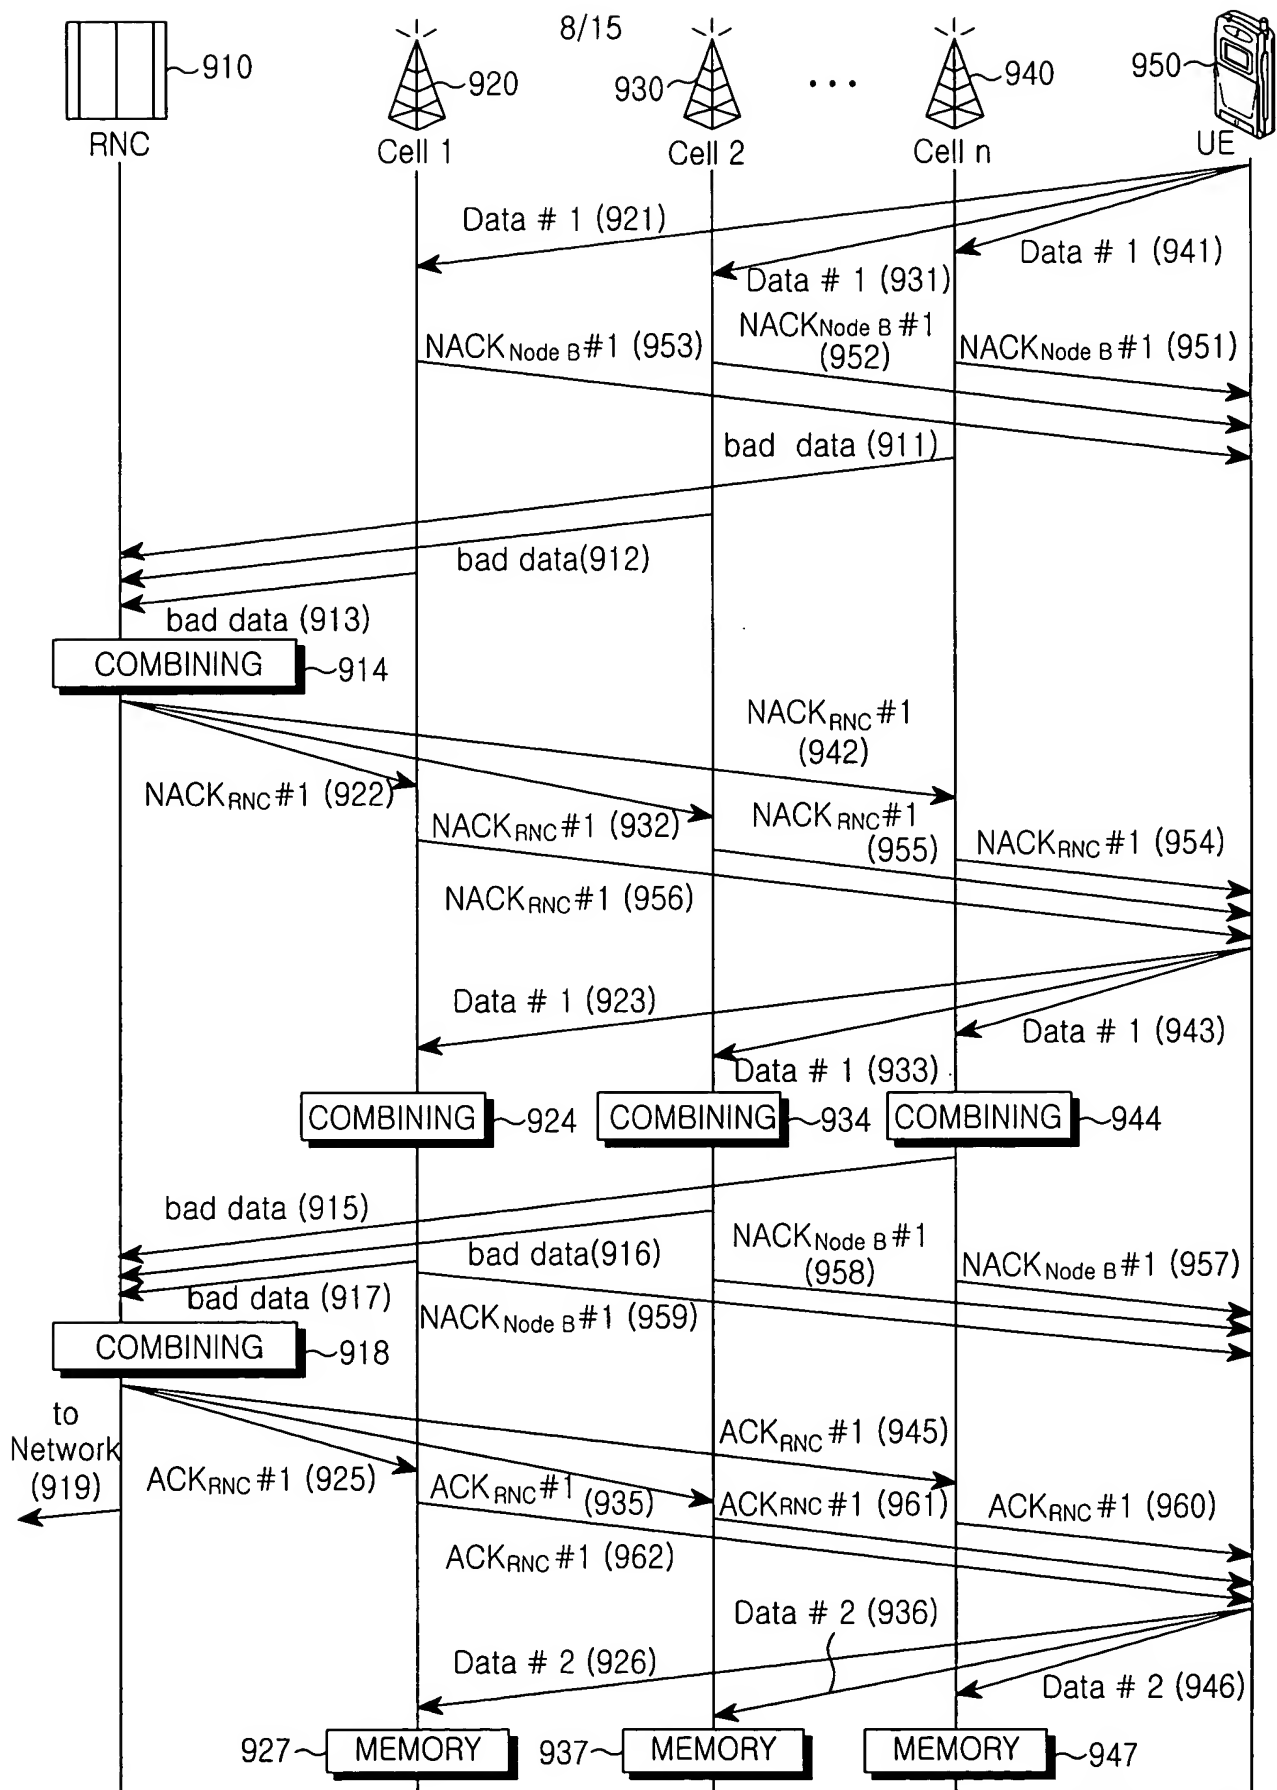 8/15
910
920
930
...
940
950
RNC
Cell 1
Cell 2
Cell n
UE
Data # 1 (921)
Data # 1 (931)
Data # 1 (941)
NACKNode B#1 (953)
NACKNode B#1
(952)
NACKNode B#1 (951)
bad data (911)
bad data(912)
bad data (913)
COMBINING
914
NACKRNC#1
(942)
NACKRNC#1 (922)
NACKRNC#1 (932)
NACKRNC#1
(955)
NACKRNC#1 (954)
NACKRNC#1 (956)
Data # 1 (923)
Data # 1 (933)
Data # 1 (943)
COMBINING
924
COMBINING
934
COMBINING
944
bad data (915)
bad data(916)
bad data (917)
NACKNode B#1
(958)
NACKNode B#1 (957)
NACKNode B#1 (959)
COMBINING
918
to
Network
(919)
ACKRNC#1 (945)
ACKRNC#1 (925)
ACKRNC#1
(935)
ACKRNC#1 (961)
ACKRNC#1 (960)
ACKRNC#1 (962)
Data # 2 (936)
Data # 2 (926)
Data # 2 (946)
927
MEMORY
937
MEMORY
MEMORY
947